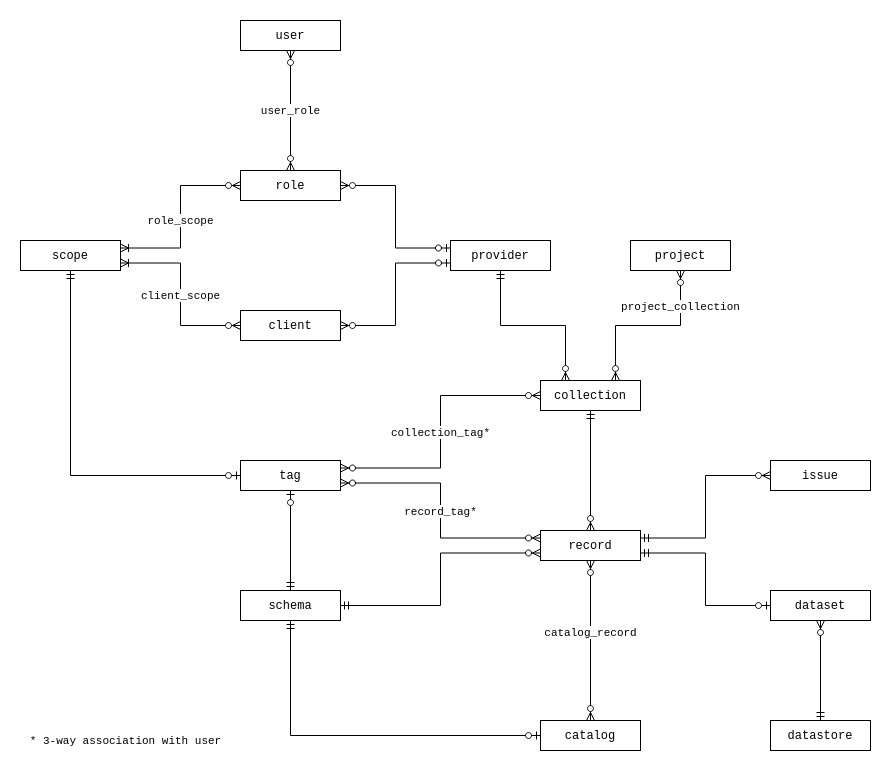 user
user_role
role
role_scope
scope
provider
project
client_scope
project_collection
client
collection
collection_tag*
tag
issue
record_tag*
record
schema
dataset
catalog_record
catalog
datastore
* 3-way association with user